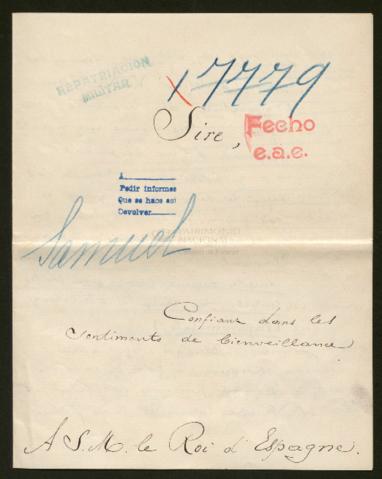 REPATRIACION
MILITAR
17779
Sire,
Fecho
e.a.e.
A
Pedir informes
Que se hace así
Devolver
Samuel
Confiant dans les
sentiments de bienveillance
A S. M. le Roi d'Espagne.